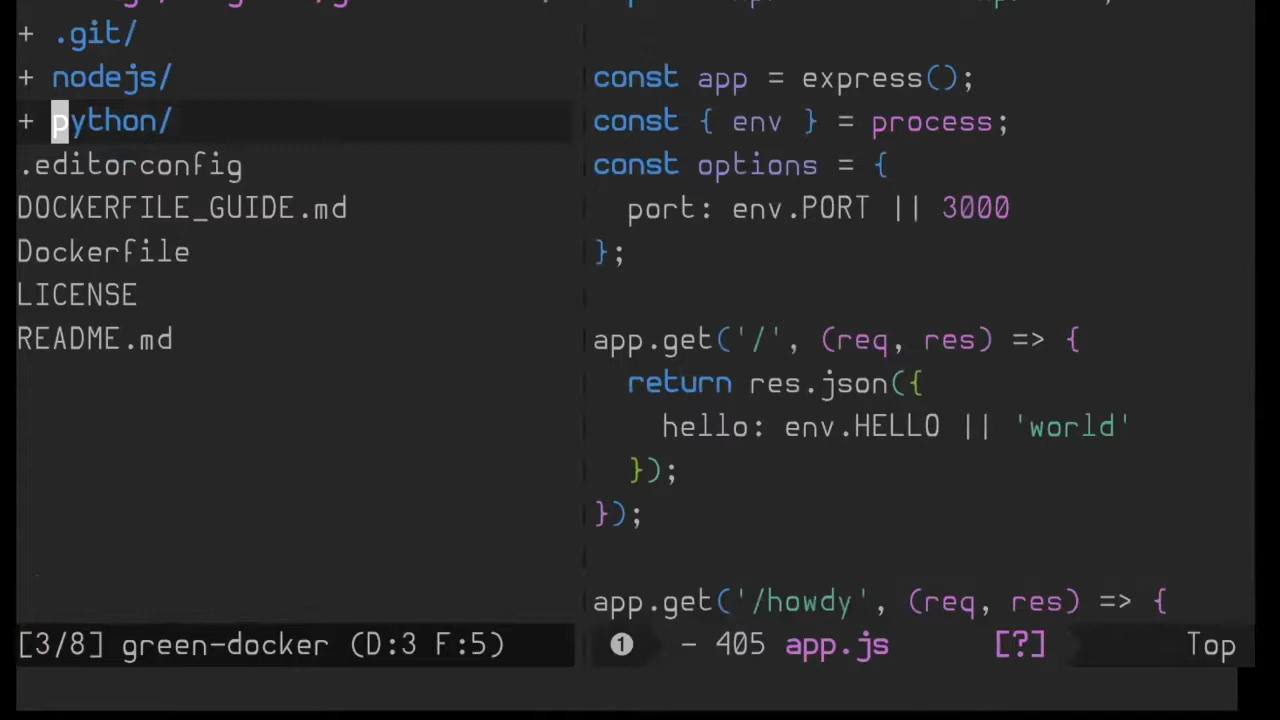 + .git/
+ nodejs/
+ python/
.editorconfig
DOCKERFILE_GUIDE.md
Dockerfile
LICENSE
README.md
[3/8] green-docker (D:3 F:5)
const app = express();
const { env } = process;
const options = {
  port: env.PORT || 3000
};
app.get('/', (req, res) => {
  return res.json({
    hello: env.HELLO || 'world'
  });
});
app.get('/howdy', (req, res) => {
❶ - 405 app.js [?] Top